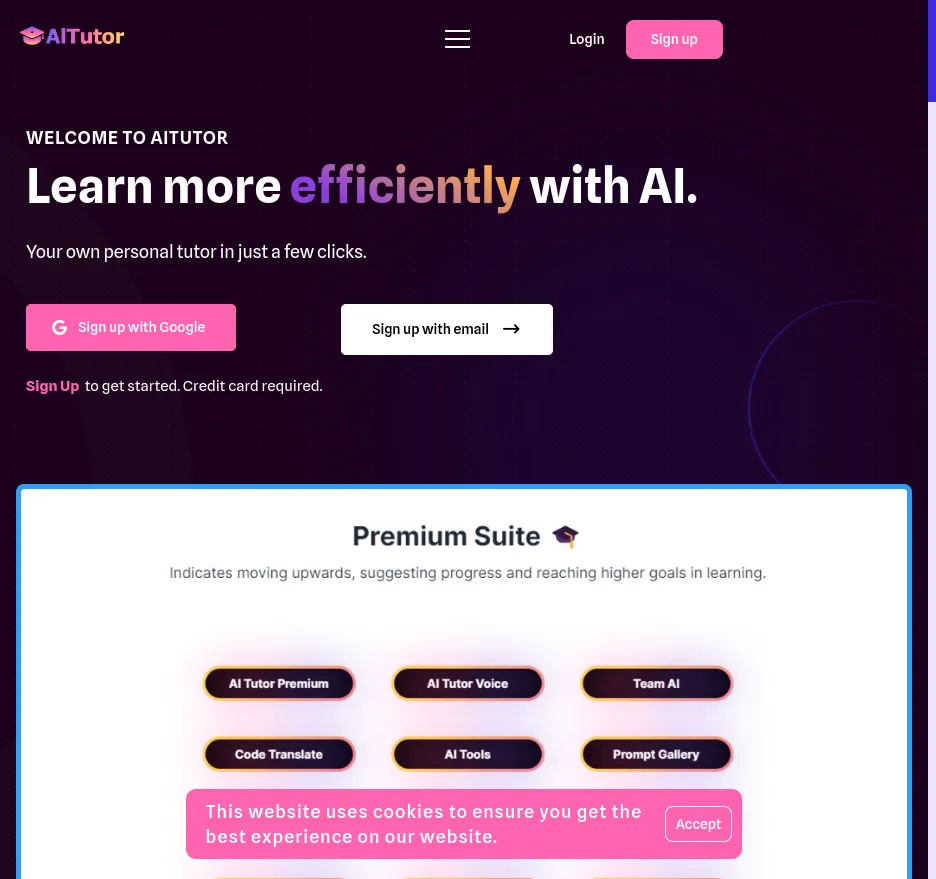 AITutor
Login
Sign up
WELCOME TO AITUTOR
Learn more efficiently with AI.
Your own personal tutor in just a few clicks.
Sign up with Google
Sign up with email
Sign Up to get started. Credit card required.
Premium Suite
Indicates moving upwards, suggesting progress and reaching higher goals in learning.
AI Tutor Premium
AI Tutor Voice
Team AI
Code Translate
AI Tools
Prompt Gallery
This website uses cookies to ensure you get the
best experience on our website.
Accept